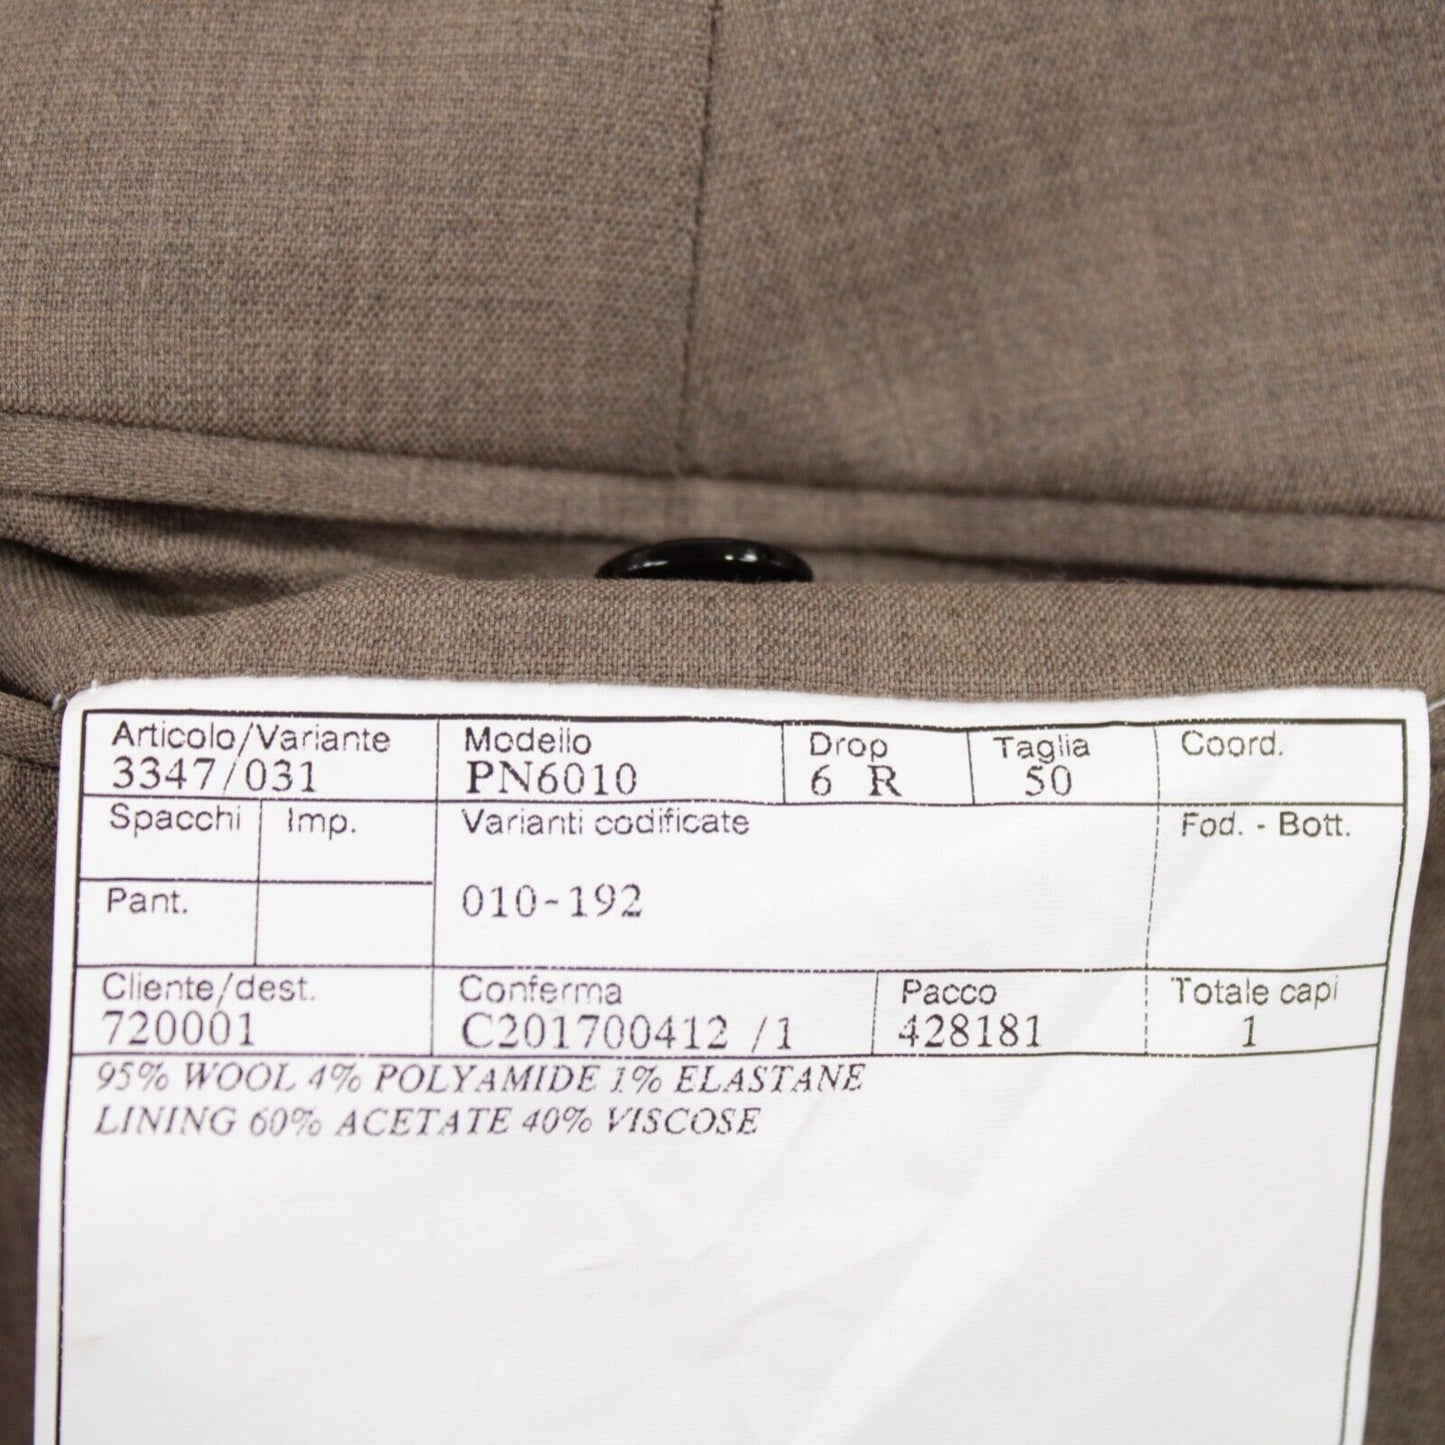 Articolo/Variante Modello Drop Taglia Coord.
3347/031 PN6010 6 R 50
Spacchi Imp. Varianti codificate Fod. - Bott.
Pant. 010-192
Cliente/dest. Conferma Pacco Totale capi
720001 C201700412 /1 428181 1
95% WOOL 4% POLYAMIDE 1% ELASTANE
LINING 60% ACETATE 40% VISCOSE